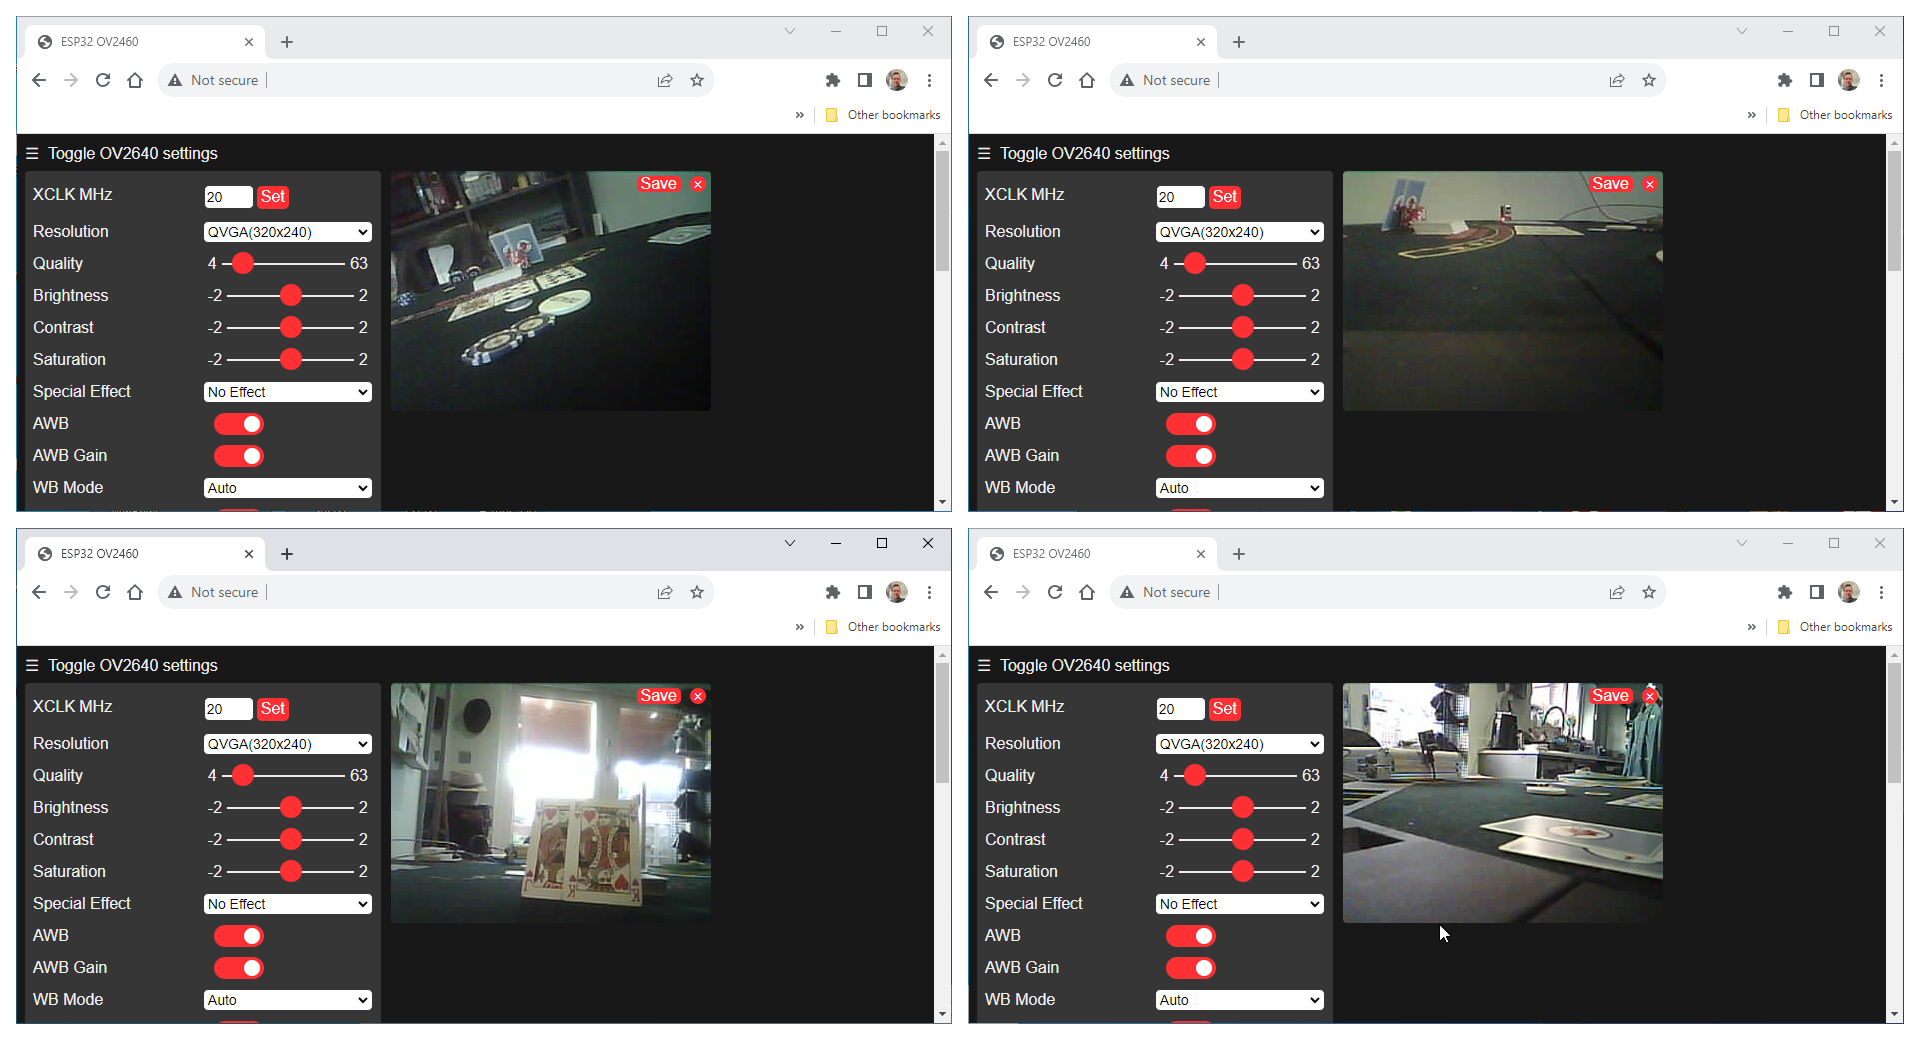 ESP32 OV2460
Not secure
Other bookmarks
☰ Toggle OV2640 settings
XCLK MHz 20 Set
Resolution QVGA(320x240)
Quality 4 63
Brightness -2 2
Contrast -2 2
Saturation -2 2
Special Effect No Effect
AWB
AWB Gain
WB Mode Auto
Save
ESP32 OV2460
Not secure
Other bookmarks
☰ Toggle OV2640 settings
XCLK MHz 20 Set
Resolution QVGA(320x240)
Quality 4 63
Brightness -2 2
Contrast -2 2
Saturation -2 2
Special Effect No Effect
AWB
AWB Gain
WB Mode Auto
Save
ESP32 OV2460
Not secure
Other bookmarks
☰ Toggle OV2640 settings
XCLK MHz 20 Set
Resolution QVGA(320x240)
Quality 4 63
Brightness -2 2
Contrast -2 2
Saturation -2 2
Special Effect No Effect
AWB
AWB Gain
WB Mode Auto
Save
J K K
ESP32 OV2460
Not secure
Other bookmarks
☰ Toggle OV2640 settings
XCLK MHz 20 Set
Resolution QVGA(320x240)
Quality 4 63
Brightness -2 2
Contrast -2 2
Saturation -2 2
Special Effect No Effect
AWB
AWB Gain
WB Mode Auto
Save